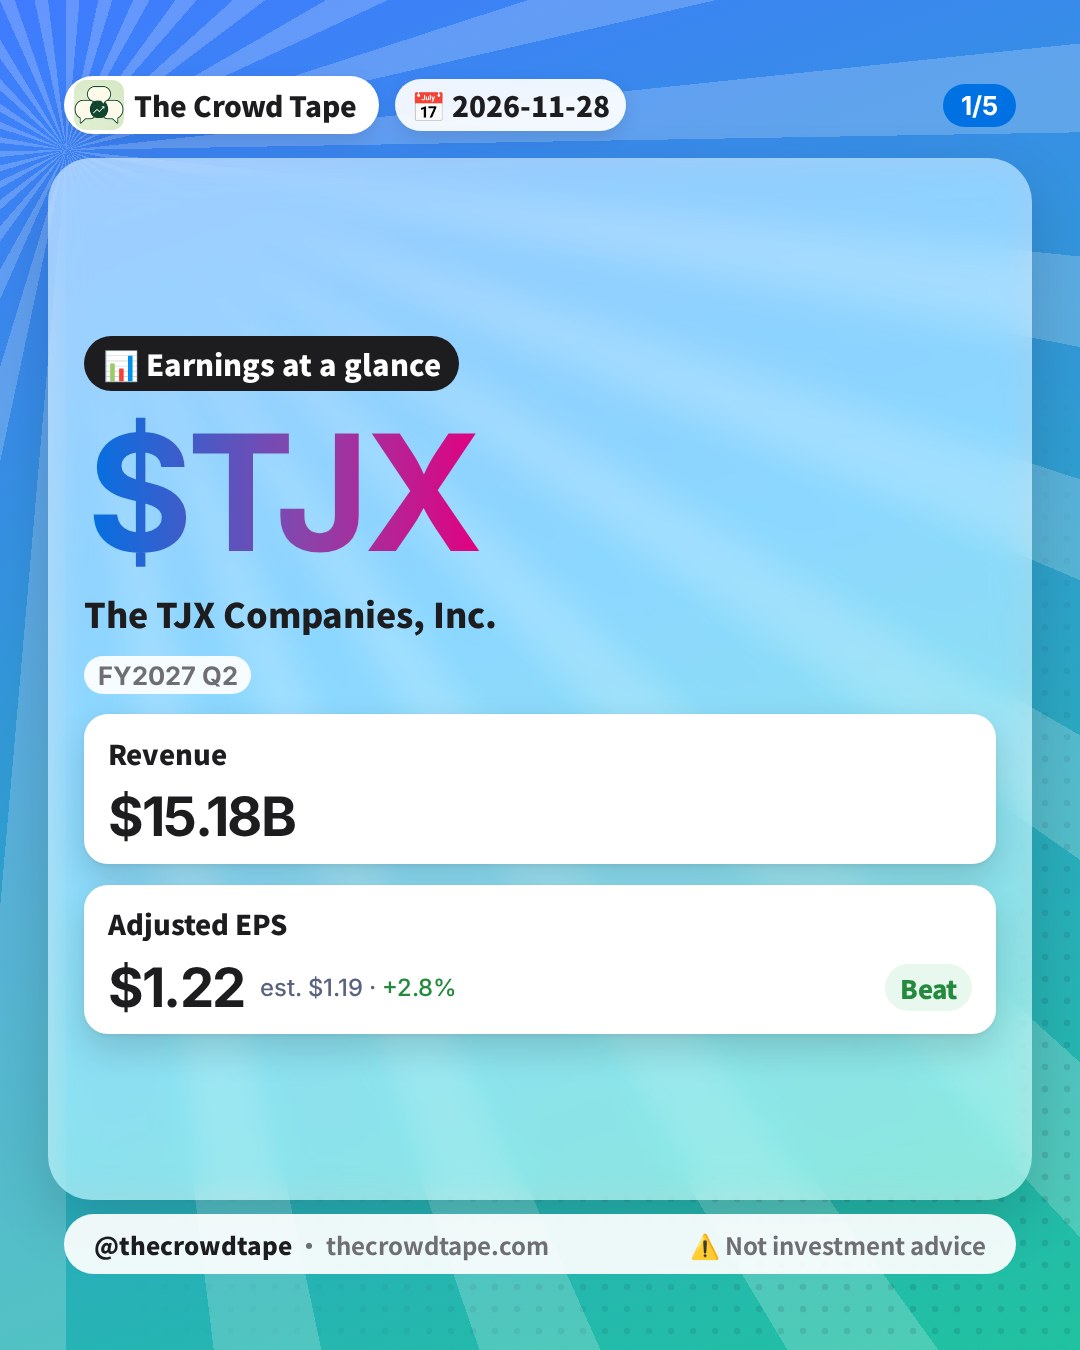 The Crowd Tape
📅 2026-11-28
1/5
📊 Earnings at a glance
$TJX
The TJX Companies, Inc.
FY2027 Q2
Revenue
$15.18B
Adjusted EPS
$1.22 est. $1.19 · +2.8%
Beat
@thecrowdtape • thecrowdtape.com
⚠️ Not investment advice